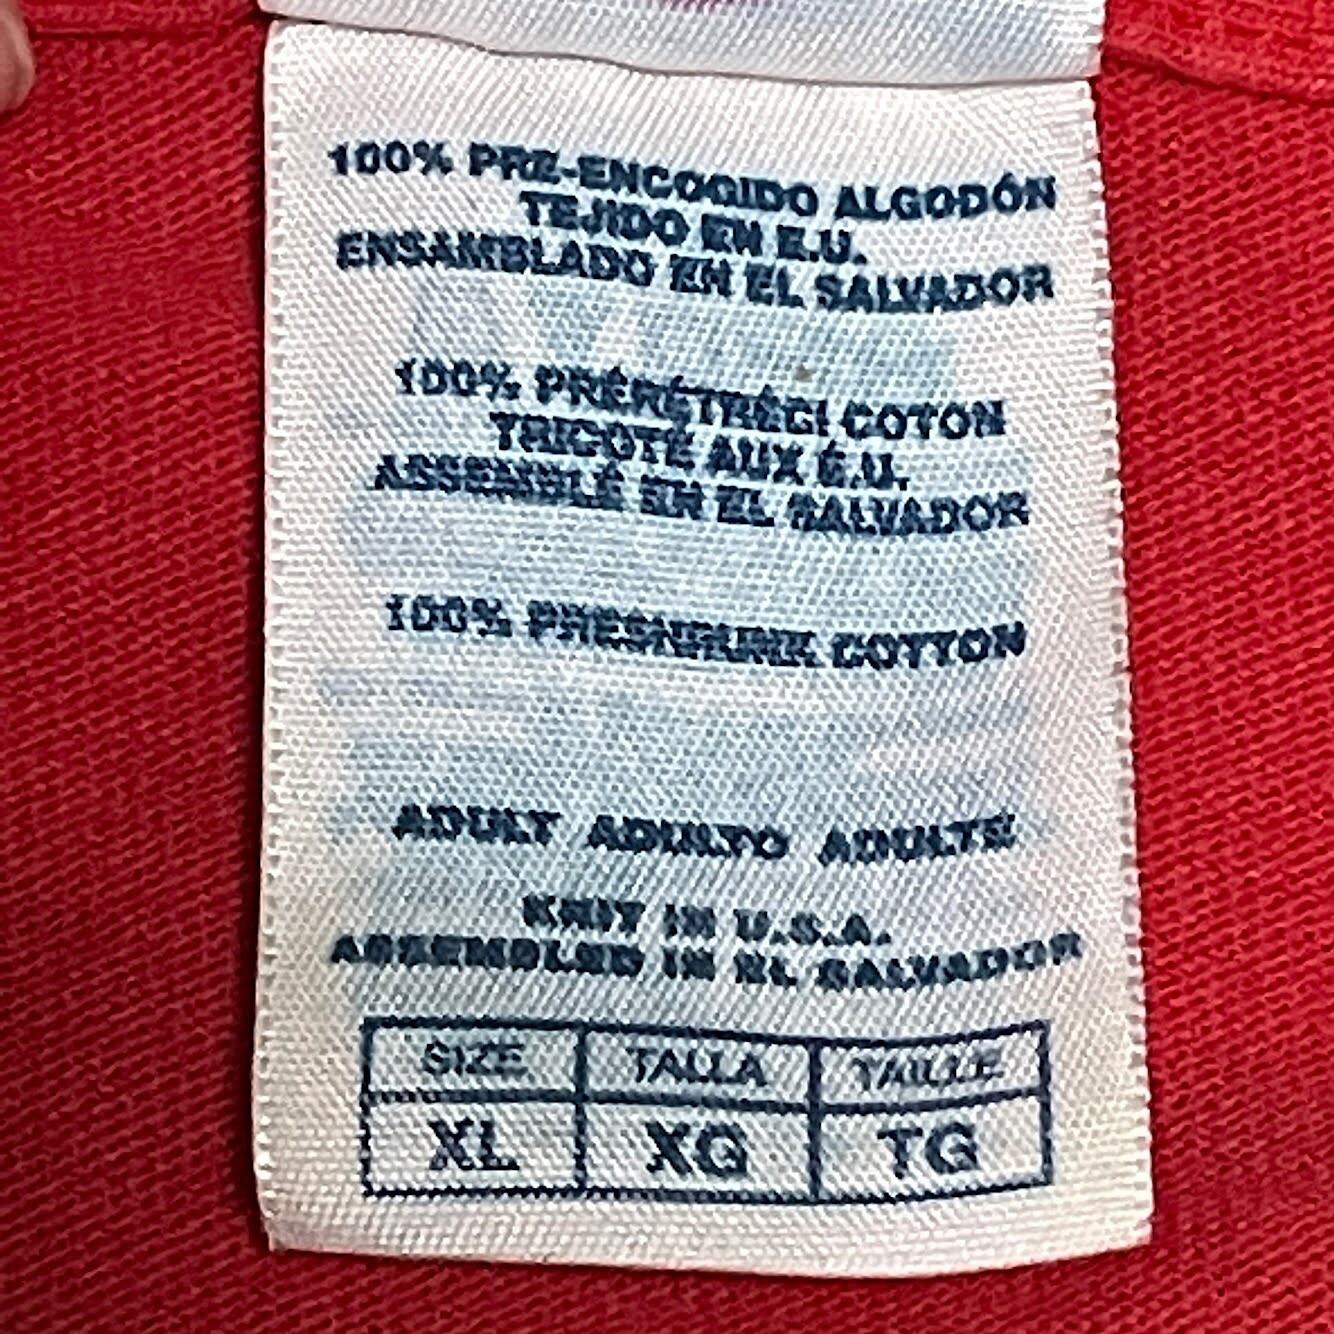 100% PRE-ENCOGIDO ALGODÓN
TEJIDO EN E.U.
ENSAMBLADO EN EL SALVADOR
100% PRÉRÉTRÉCI COTON
TRICOTÉ AUX É.U.
ASSEMBLÉ EN EL SALVADOR
100% PRESHRUNK COTTON
ADULT ADULTO ADULTE
KNIT IN U.S.A.
ASSEMBLED IN EL SALVADOR
SIZE TALLA TAILLE
XL XG TG